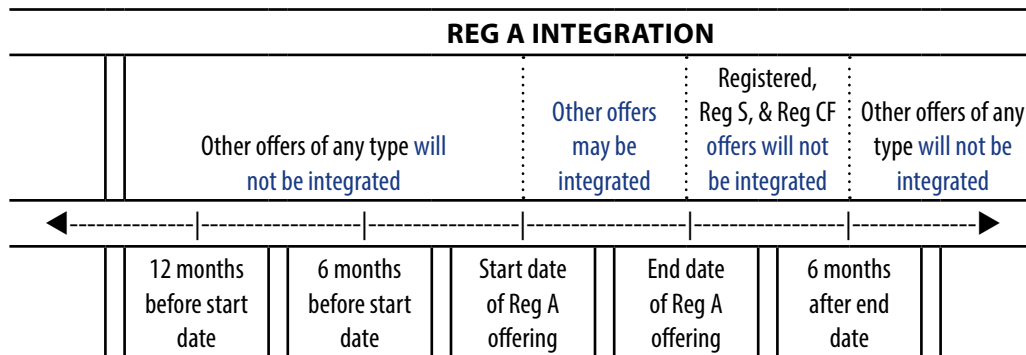 REG A INTEGRATION
Other offers of any type will
not be integrated
Other offers
may be
integrated
Registered,
Reg S, & Reg CF
offers will not
be integrated
Other offers of any
type will not be
integrated
12 months
before start
date
6 months
before start
date
Start date
of Reg A
offering
End date
of Reg A
offering
6 months
after end
date